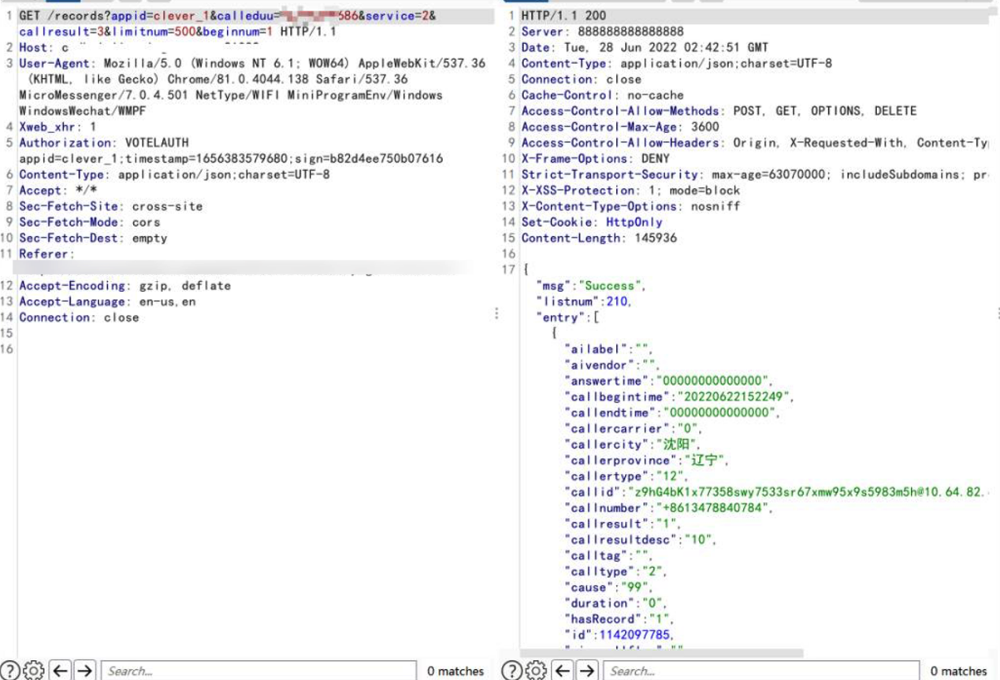 1 GET /records?appid=clever_1&calleduu=686&service=2&
callresult=3&limitnum=500&beginnum=1 HTTP/1.1
2 Host: c
3 User-Agent: Mozilla/5.0 (Windows NT 6.1; WOW64) AppleWebKit/537.36
(KHTML, like Gecko) Chrome/81.0.4044.138 Safari/537.36
MicroMessenger/7.0.4.501 NetType/WIFI MiniProgramEnv/Windows
WindowsWechat/WMPF
4 Xweb_xhr: 1
5 Authorization: VOTELAUTH
appid=clever_1;timestamp=1656383579680;sign=b82d4ee750b07616
6 Content-Type: application/json;charset=UTF-8
7 Accept: */*
8 Sec-Fetch-Site: cross-site
9 Sec-Fetch-Mode: cors
10 Sec-Fetch-Dest: empty
11 Referer:
12 Accept-Encoding: gzip, deflate
13 Accept-Language: en-us,en
14 Connection: close
15
16
Search...
0 matches
1 HTTP/1.1 200
2 Server: 888888888888888
3 Date: Tue, 28 Jun 2022 02:42:51 GMT
4 Content-Type: application/json;charset=UTF-8
5 Connection: close
6 Cache-Control: no-cache
7 Access-Control-Allow-Methods: POST, GET, OPTIONS, DELETE
8 Access-Control-Max-Age: 3600
9 Access-Control-Allow-Headers: Origin, X-Requested-With, Content-Ty
10 X-Frame-Options: DENY
11 Strict-Transport-Security: max-age=63070000; includeSubdomains; pr
12 X-XSS-Protection: 1; mode=block
13 X-Content-Type-Options: nosniff
14 Set-Cookie: HttpOnly
15 Content-Length: 145936
16
17 {
"msg":"Success",
"listnum":210,
"entry":[
{
"ailabel":"",
"aivendor":"",
"answertime":"00000000000000",
"callbegintime":"20220622152249",
"callendtime":"00000000000000",
"callercarrier":"0",
"callercity":"沈阳",
"callerprovince":"辽宁",
"callertype":"12",
"callid":"z9hG4bK1x77358swy7533sr67xmw95x9s5983m5h@10.64.82.
"callnumber":"+8613478840784",
"callresult":"1",
"callresultdesc":"10",
"calltag":"",
"calltype":"2",
"cause":"99",
"duration":"0",
"hasRecord":"1",
"id":1142097785,
Search...
0 matches